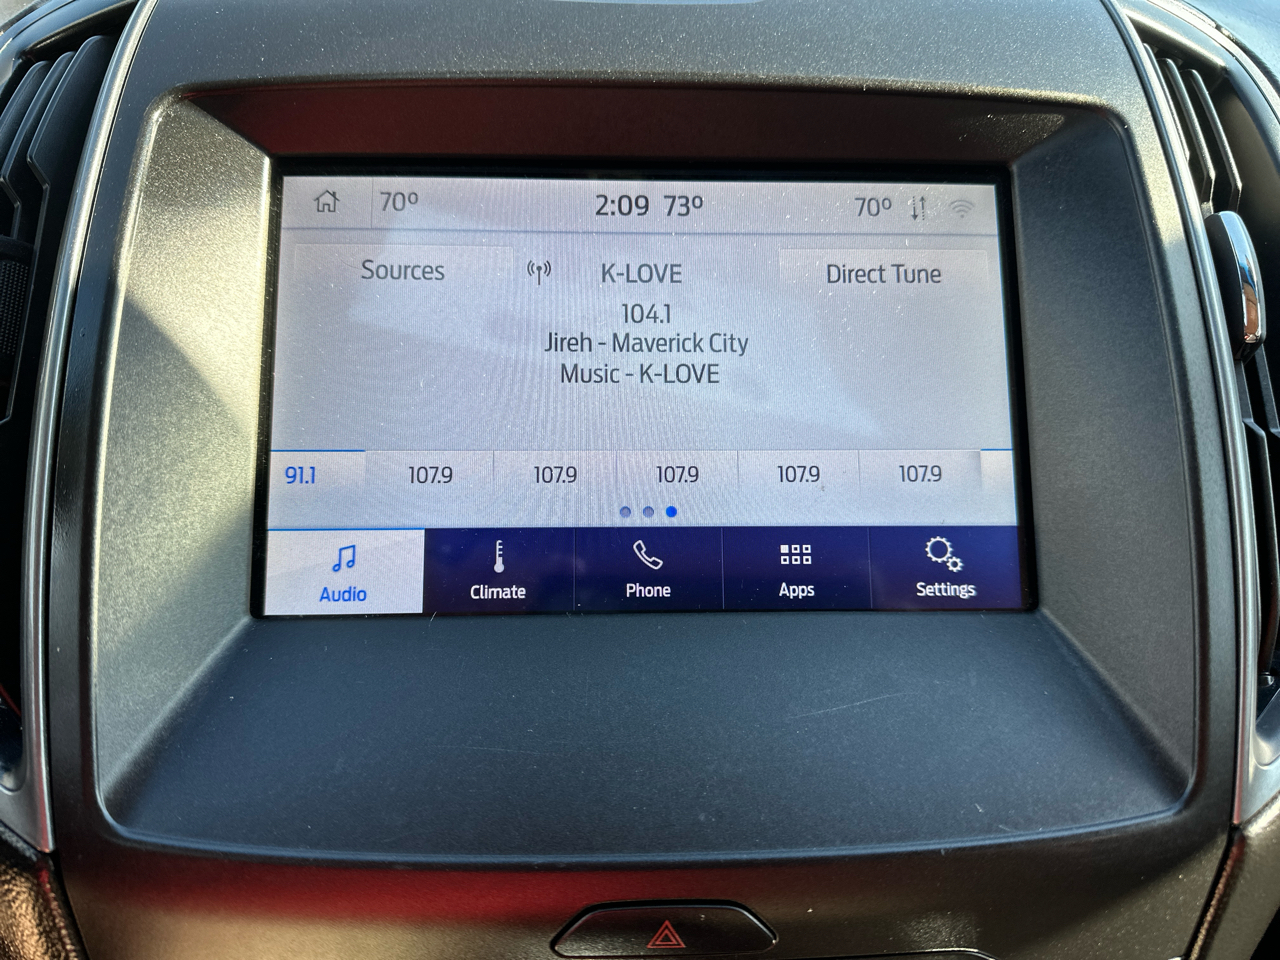 70° 2:09 73° 70°
Sources K-LOVE Direct Tune
104.1
Jireh - Maverick City
Music - K-LOVE
91.1 107.9 107.9 107.9 107.9 107.9
Audio Climate Phone Apps Settings